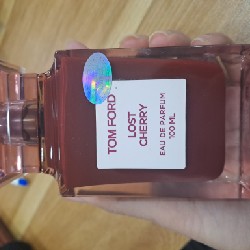 TOM FORD
LOST
CHERRY
EAU DE PARFUM
100 ML